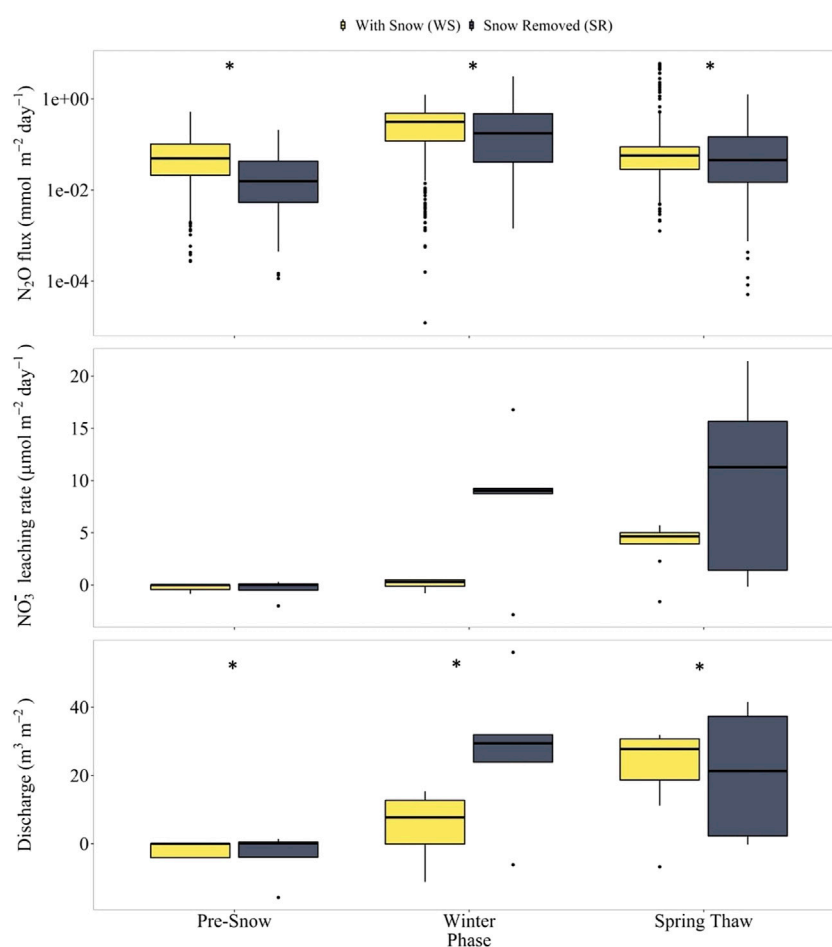 With Snow (WS) Snow Removed (SR)
N₂O flux (mmol m⁻² day⁻¹)
1e+00
1e-02
1e-04
* * *
NO₃⁻ leaching rate (μmol m⁻² day⁻¹)
20
15
10
5
0
Discharge (m³ m⁻²)
* * *
40
20
0
Pre-Snow Winter Spring Thaw
Phase